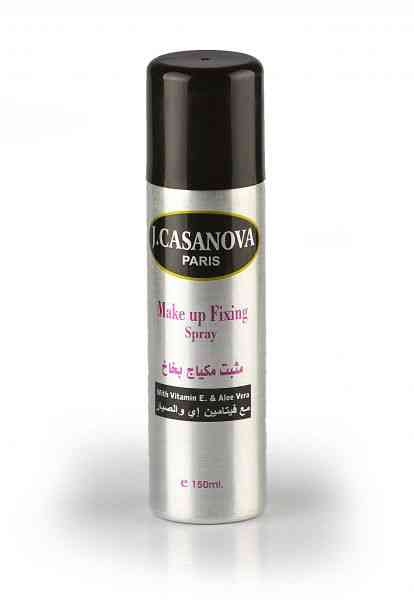 J.CASANOVA
PARIS
Make up Fixing
Spray
مثبت مكياج بخاخ
With Vitamin E. & Aloe Vera
مع فيتامين إي والصبار
e 150ml.